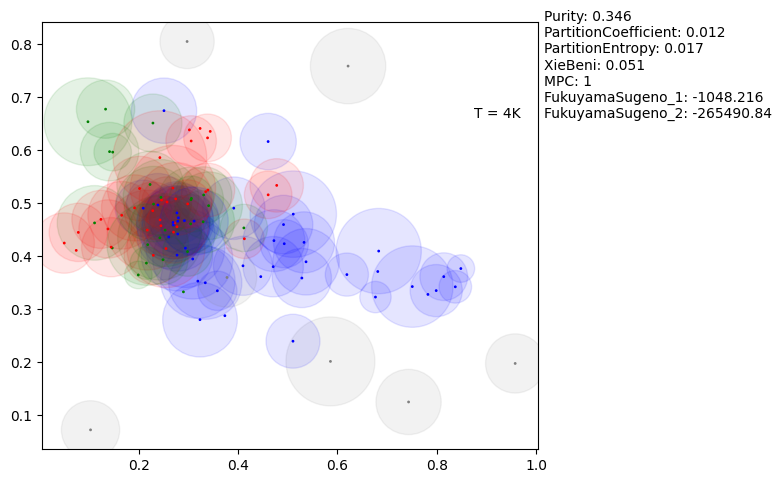 Purity: 0.346
PartitionCoefficient: 0.012
PartitionEntropy: 0.017
XieBeni: 0.051
MPC: 1
FukuyamaSugeno_1: -1048.216
FukuyamaSugeno_2: -265490.84
T = 4K
0.8
0.7
0.6
0.5
0.4
0.3
0.2
0.1
0.2
0.4
0.6
0.8
1.0